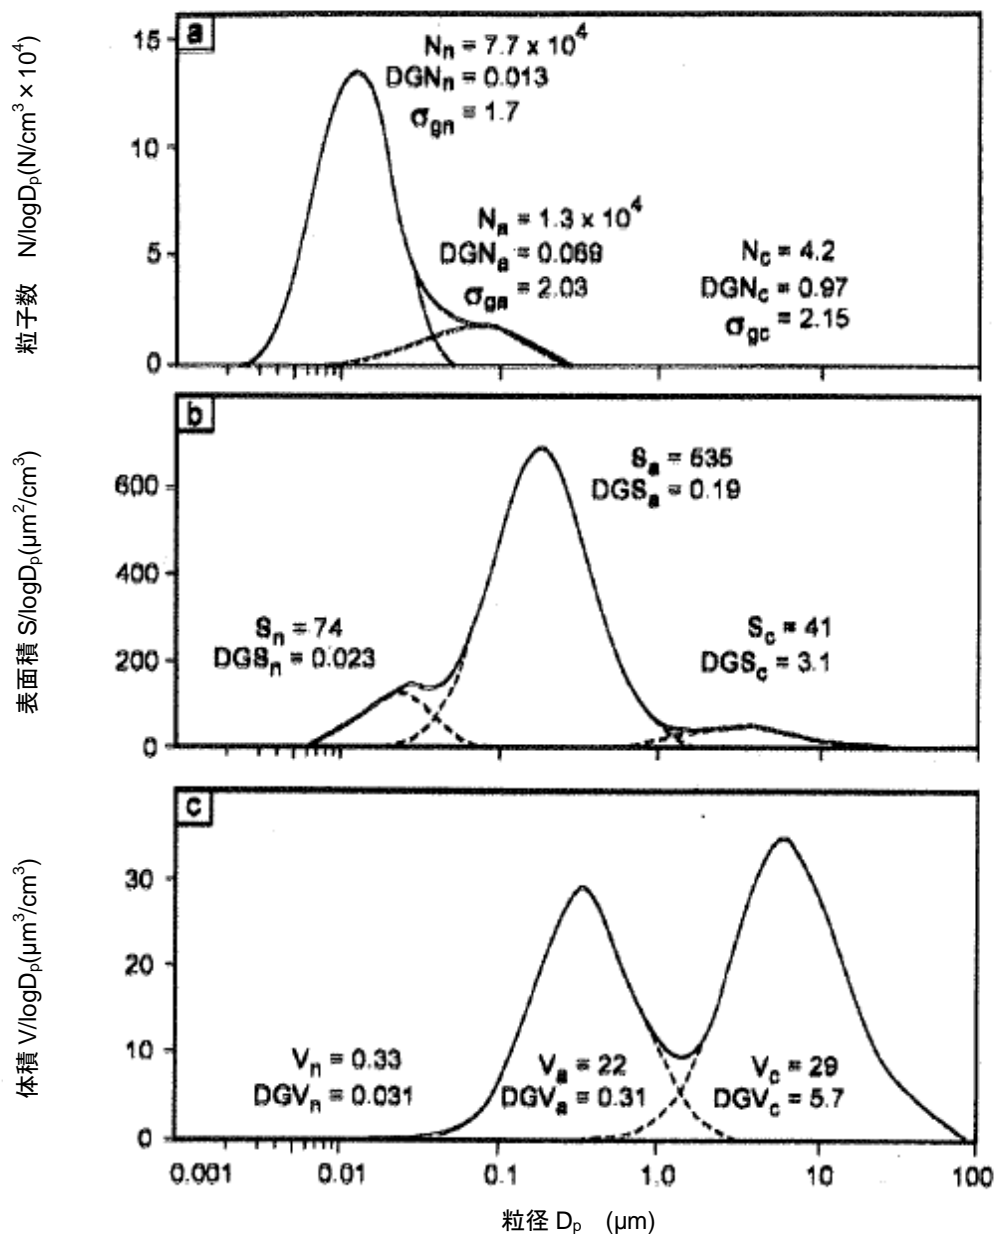 粒子数 N/logDp(N/cm³×10⁴)
a
15
10
5
0
Nn = 7.7 x 10⁴
DGNn = 0.013
σgn = 1.7
Na = 1.3 x 10⁴
DGNa = 0.069
σga = 2.03
Nc = 4.2
DGNc = 0.97
σgc = 2.15
表面積 S/logDp(μm²/cm³)
b
600
400
200
0
Sn = 74
DGSn = 0.023
Sa = 535
DGSa = 0.19
Sc = 41
DGSc = 3.1
体積 V/logDp(μm³/cm³)
c
30
20
10
0
Vn = 0.33
DGVn = 0.031
Va = 22
DGVa = 0.31
Vc = 29
DGVc = 5.7
0.001 0.01 0.1 1.0 10 100
粒径 Dp (μm)